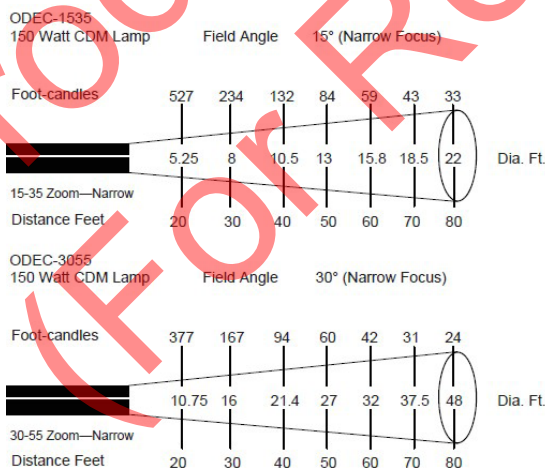 ODEC-1535
150 Watt CDM Lamp Field Angle 15° (Narrow Focus)
Foot-candles 527 234 132 84 59 43 33
5.25 8 10.5 13 15.8 18.5 22 Dia. Ft.
15-35 Zoom—Narrow
Distance Feet 20 30 40 50 60 70 80
ODEC-3055
150 Watt CDM Lamp Field Angle 30° (Narrow Focus)
Foot-candles 377 167 94 60 42 31 24
10.75 16 21.4 27 32 37.5 48 Dia. Ft.
30-55 Zoom—Narrow
Distance Feet 20 30 40 50 60 70 80
(For